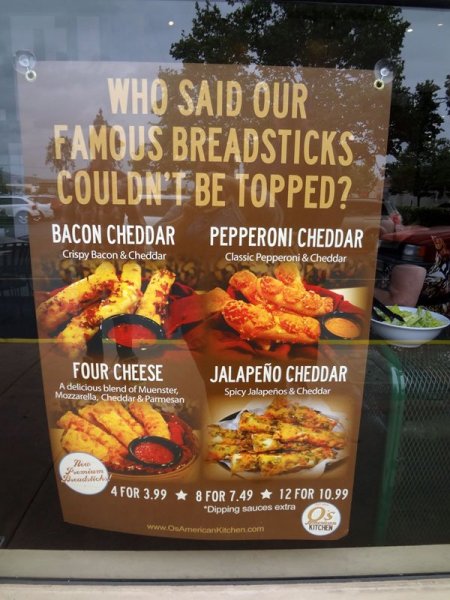 WHO SAID OUR
FAMOUS BREADSTICKS
COULDN'T BE TOPPED?
BACON CHEDDAR
Crispy Bacon & Cheddar
PEPPERONI CHEDDAR
Classic Pepperoni & Cheddar
FOUR CHEESE
A delicious blend of Muenster,
Mozzarella, Cheddar & Parmesan
JALAPEÑO CHEDDAR
Spicy Jalapeños & Cheddar
New
Premium
Breadsticks!
4 FOR 3.99 ★ 8 FOR 7.49 ★ 12 FOR 10.99
*Dipping sauces extra
www.OsAmericanKitchen.com
O's
American
KITCHEN